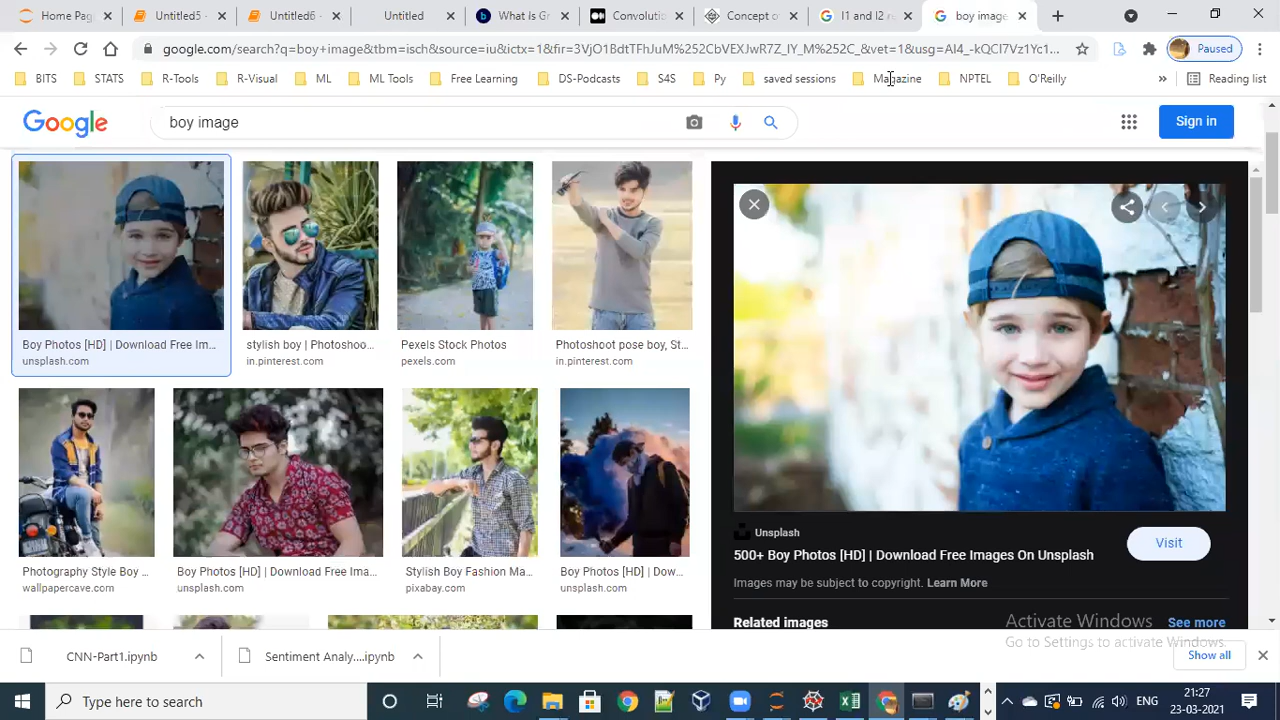 Home Page Untitled5 - Untitled6 - Untitled What is Gr Convolutio Concept o l1 and l2 re boy image
google.com/search?q=boy+image&tbm=isch&source=iu&ictx=1&fir=3VjO1BdtTFhJuM%252CbVEXJwR7Z_IY_M%252C_&vet=1&usg=AI4_-kQCl7Vz1Yc1... Paused
BITS STATS R-Tools R-Visual ML ML Tools Free Learning DS-Podcasts S4S Py saved sessions Magazine NPTEL O'Reilly » Reading list
Google boy image Sign in
Boy Photos [HD] | Download Free Im...
unsplash.com
stylish boy | Photoshoo...
in.pinterest.com
Pexels Stock Photos
pexels.com
Photoshoot pose boy, St...
in.pinterest.com
Photography Style Boy ...
wallpapercave.com
Boy Photos [HD] | Download Free Ima...
unsplash.com
Stylish Boy Fashion Ma...
pixabay.com
Boy Photos [HD] | Dow...
unsplash.com
Unsplash
500+ Boy Photos [HD] | Download Free Images On Unsplash
Visit
Images may be subject to copyright. Learn More
Related images See more
Activate Windows
Go to Settings to activate Windows.
CNN-Part1.ipynb Sentiment Analy....ipynb Show all
Type here to search ENG 21:27
23-03-2021